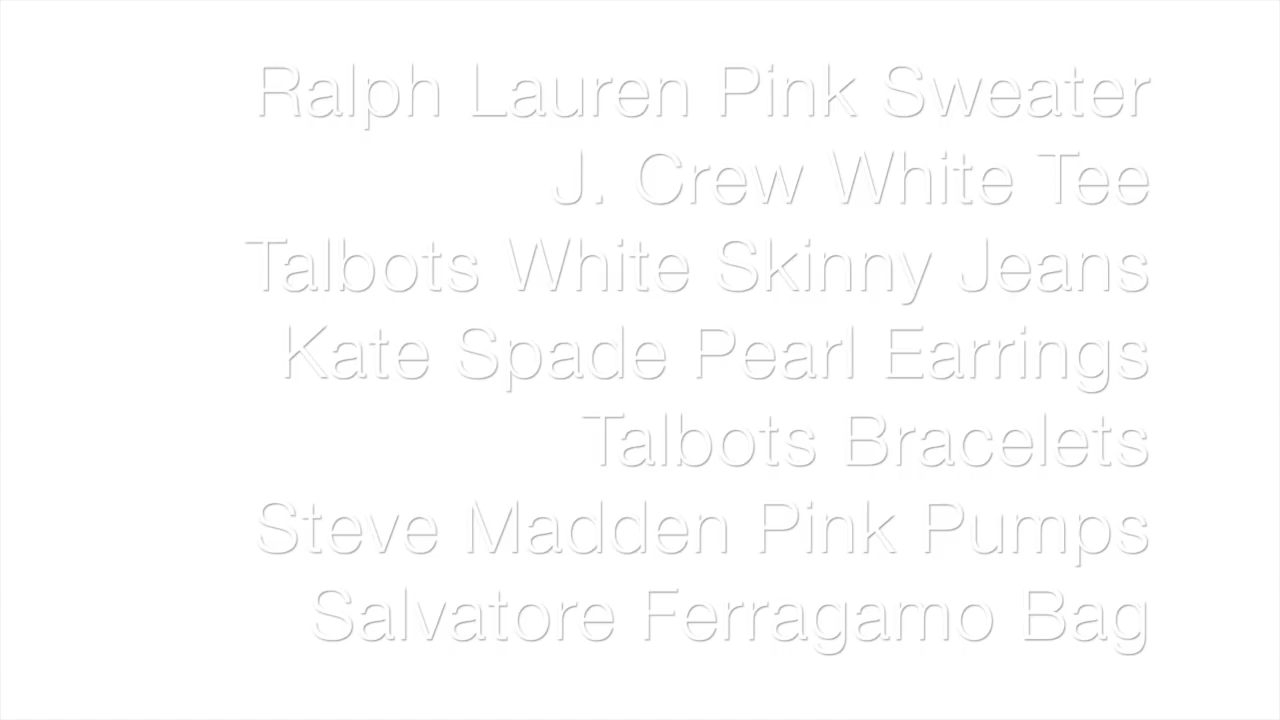 Ralph Lauren Pink Sweater
J. Crew White Tee
Talbots White Skinny Jeans
Kate Spade Pearl Earrings
Talbots Bracelets
Steve Madden Pink Pumps
Salvatore Ferragamo Bag